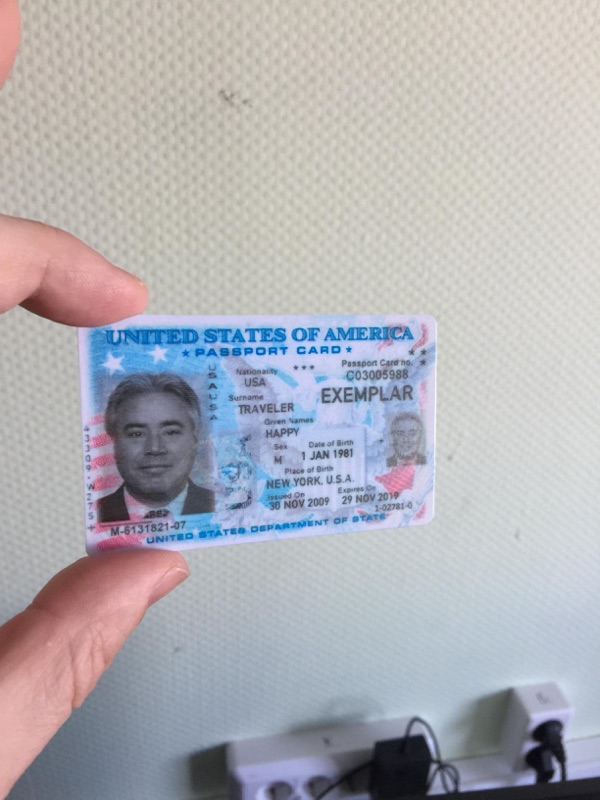 UNITED STATES OF AMERICA
★ PASSPORT CARD ★
USAUSA
Nationality
USA
Passport Card no.
C03005988
Surname
TRAVELER
EXEMPLAR
Given Names
HAPPY
Sex
M
Date of Birth
1 JAN 1981
Place of Birth
NEW YORK, U.S.A.
Issued On
30 NOV 2009
Expires On
29 NOV 2019
1-02781-0
M-6131821-07
UNITED STATES DEPARTMENT OF STATE